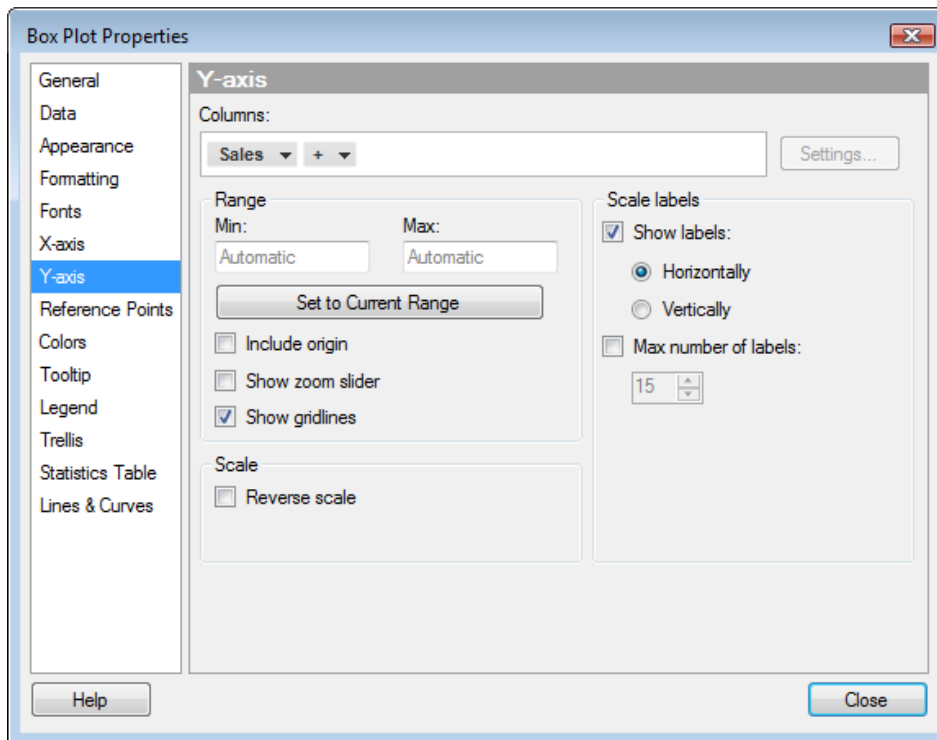 Box Plot Properties
General
Data
Appearance
Formatting
Fonts
X-axis
Y-axis
Reference Points
Colors
Tooltip
Legend
Trellis
Statistics Table
Lines & Curves
Y-axis
Columns:
Sales + Settings...
Range
Min: Max:
Automatic Automatic
Set to Current Range
Include origin
Show zoom slider
Show gridlines
Scale
Reverse scale
Scale labels
Show labels:
Horizontally
Vertically
Max number of labels:
15
Help Close